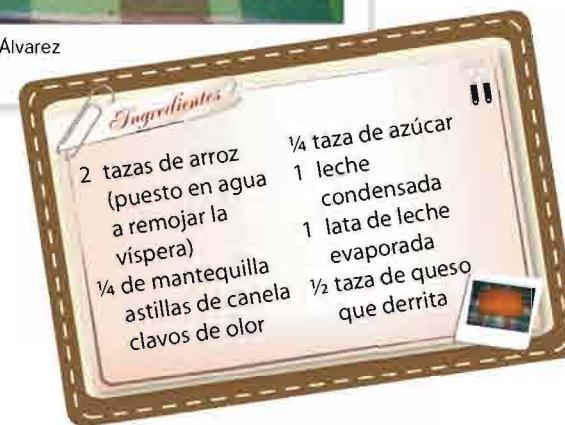 Álvarez
Ingredientes
2 tazas de arroz
(puesto en agua
a remojar la
víspera)
¼ de mantequilla
astillas de canela
clavos de olor
¼ taza de azúcar
1 leche
condensada
1 lata de leche
evaporada
½ taza de queso
que derrita